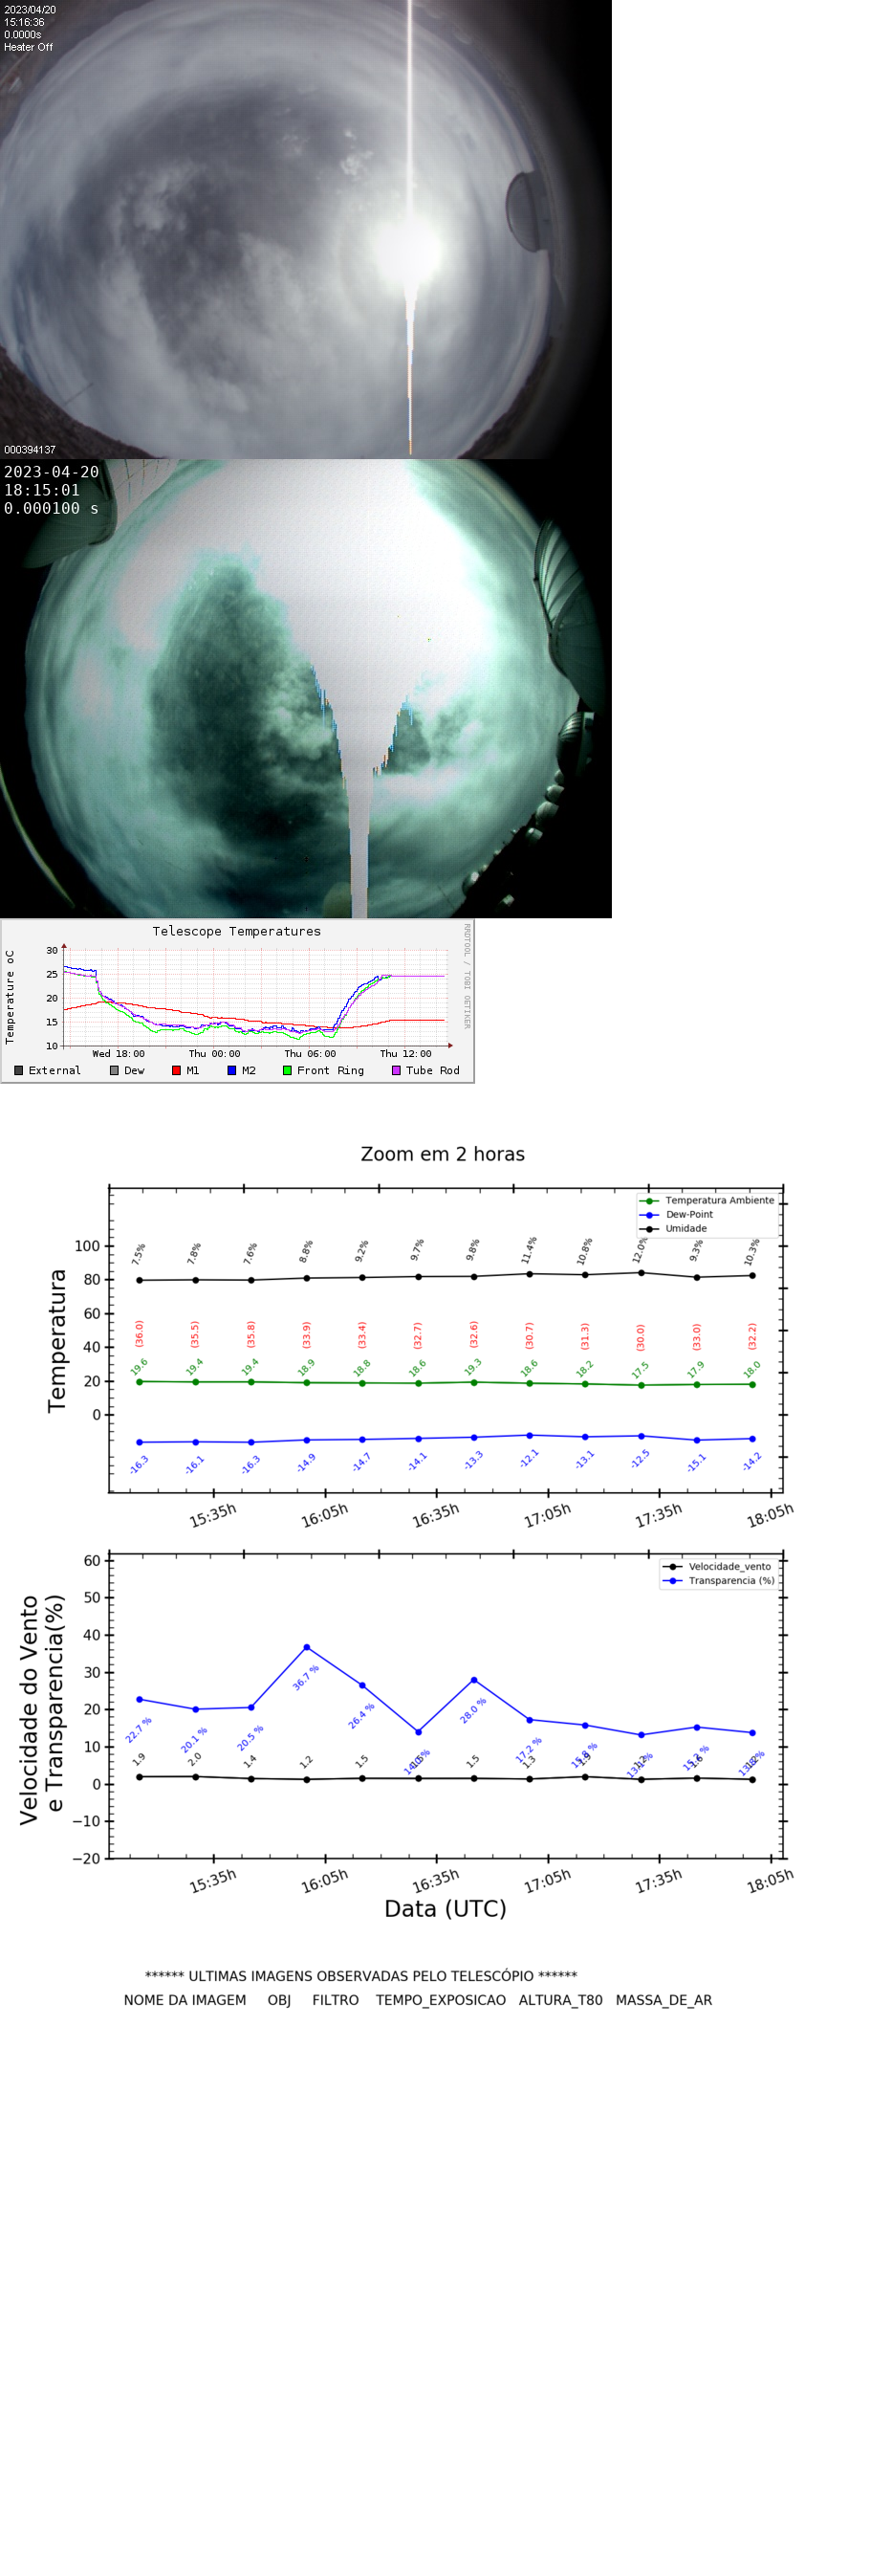 2023/04/20
15:16:36
0.0000s
Heater Off
000394137
2023-04-20
18:15:01
0.000100 s
Telescope Temperatures
RRDTOOL / TOBI OETIKER
Temperature oC
30
25
20
15
10
Wed 18:00 Thu 00:00 Thu 06:00 Thu 12:00
External Dew M1 M2 Front Ring Tube Rod
Zoom em 2 horas
Temperatura Ambiente
Dew-Point
Umidade
Temperatura
100
80
60
40
20
0
7.5% 7.8% 7.6% 8.8% 9.2% 9.7% 9.8% 11.4% 10.8% 12.0% 9.3% 10.3%
(36.0) (35.5) (35.8) (33.9) (33.4) (32.7) (32.6) (30.7) (31.3) (30.0) (33.0) (32.2)
19.6 19.4 19.4 18.9 18.8 18.6 19.3 18.6 18.2 17.5 17.9 18.0
-16.3 -16.1 -16.3 -14.9 -14.7 -14.1 -13.3 -12.1 -13.1 -12.5 -15.1 -14.2
15:35h 16:05h 16:35h 17:05h 17:35h 18:05h
Velocidade_vento
Transparencia (%)
Velocidade do Vento
e Transparencia(%)
60
50
40
30
20
10
0
−10
−20
22.7 % 20.1 % 20.5 % 36.7 % 26.4 % 28.0 % 17.2 %
1.9 2.0 1.4 1.2 1.5 1.5 1.3
15:35h 16:05h 16:35h 17:05h 17:35h 18:05h
Data (UTC)
****** ULTIMAS IMAGENS OBSERVADAS PELO TELESCÓPIO ******
NOME DA IMAGEM OBJ FILTRO TEMPO_EXPOSICAO ALTURA_T80 MASSA_DE_AR